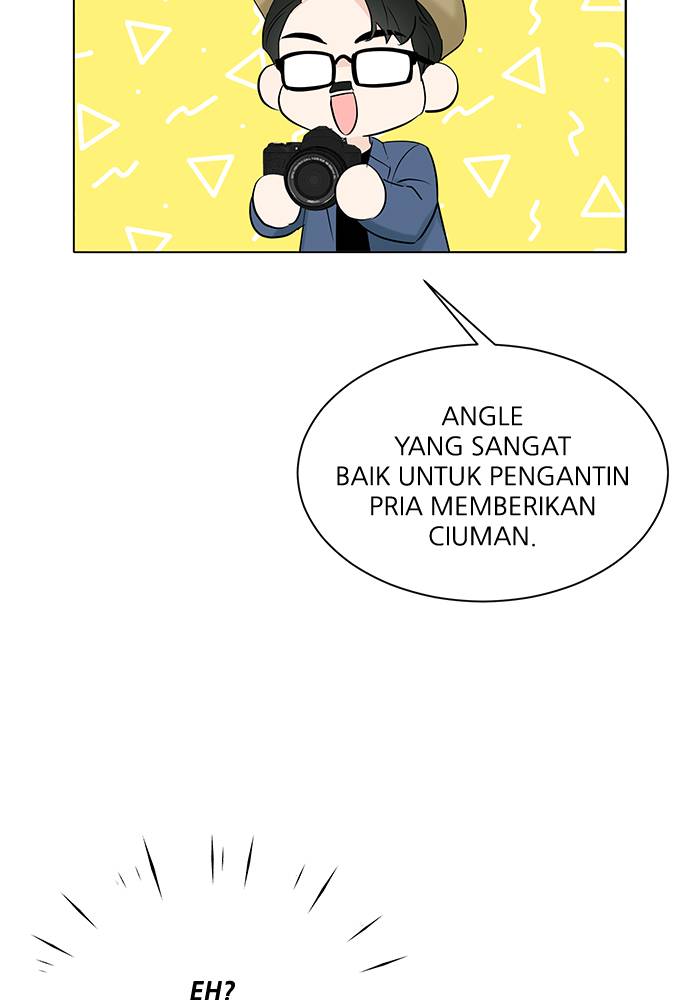 ANGLE
YANG SANGAT
BAIK UNTUK PENGANTIN
PRIA MEMBERIKAN
CIUMAN.
EH?